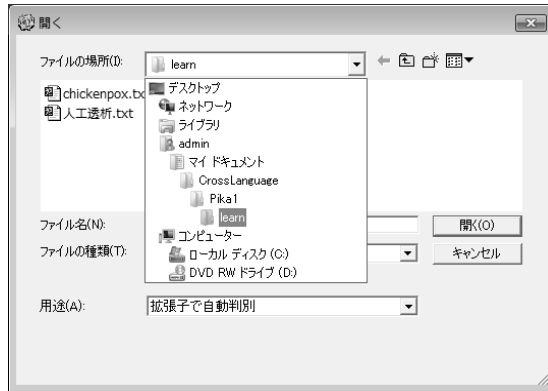 開く
ファイルの場所(I):
learn
chickenpox.tx
人工透析.txt
デスクトップ
ネットワーク
ライブラリ
admin
マイ ドキュメント
CrossLanguage
Pika1
learn
コンピューター
ローカル ディスク (C:)
DVD RW ドライブ (D:)
ファイル名(N):
開く(O)
ファイルの種類(T):
キャンセル
用途(A):
拡張子で自動判別